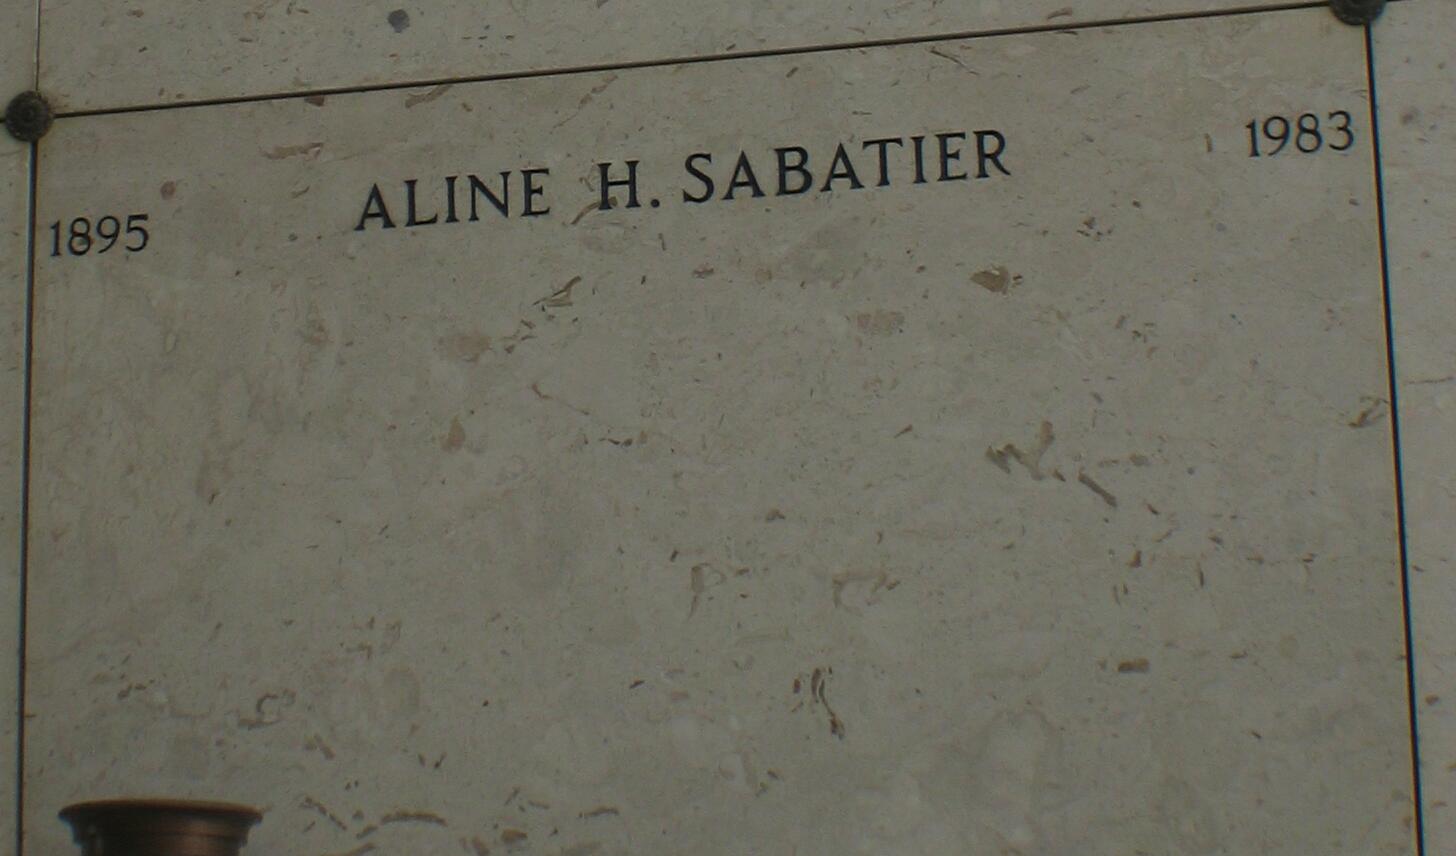 1895 ALINE H. SABATIER 1983